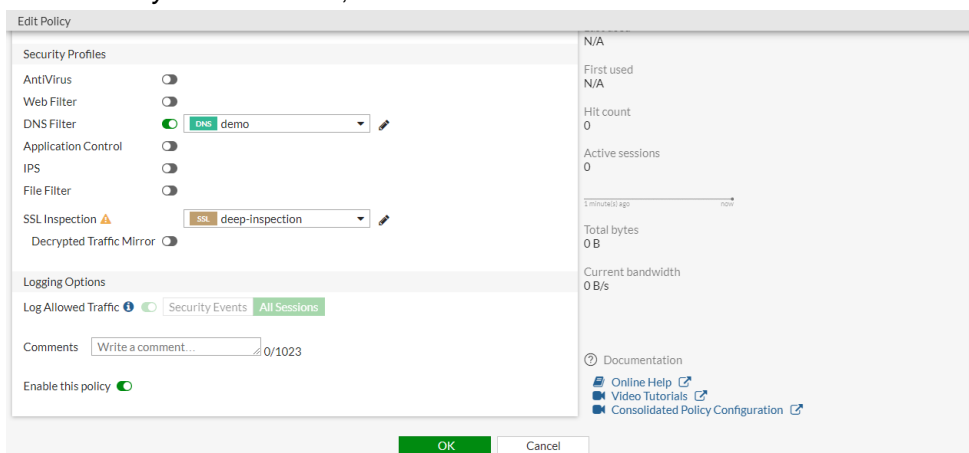 Edit Policy
Security Profiles
AntiVirus
Web Filter
DNS Filter DNS demo
Application Control
IPS
File Filter
SSL Inspection SSL deep-inspection
Decrypted Traffic Mirror
Logging Options
Log Allowed Traffic Security Events All Sessions
Comments Write a comment... 0/1023
Enable this policy
N/A
First used
N/A
Hit count
0
Active sessions
0
1 minute(s) ago now
Total bytes
0 B
Current bandwidth
0 B/s
Documentation
Online Help
Video Tutorials
Consolidated Policy Configuration
OK Cancel